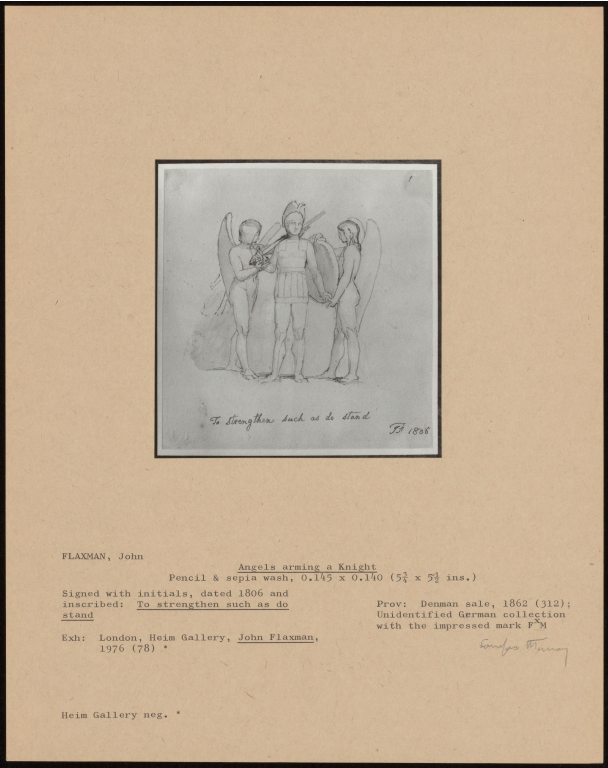 To strengthen such as do stand
1806
FLAXMAN, John
Angels arming a Knight
Pencil & sepia wash, 0.145 x 0.140 (5¾ x 5½ ins.)
Signed with initials, dated 1806 and
inscribed: To strengthen such as do
stand
Exh: London, Heim Gallery, John Flaxman,
1976 (78) *
Prov: Denman sale, 1862 (312);
Unidentified German collection
with the impressed mark FxM
Heim Gallery neg. *